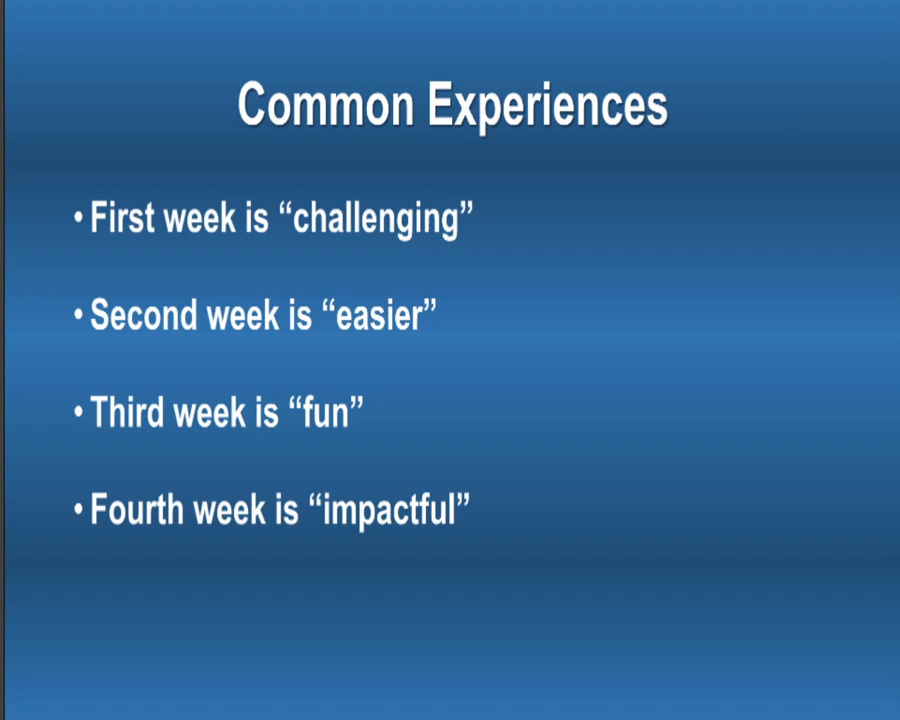 Common Experiences
• First week is “challenging”
• Second week is “easier”
• Third week is “fun”
• Fourth week is “impactful”